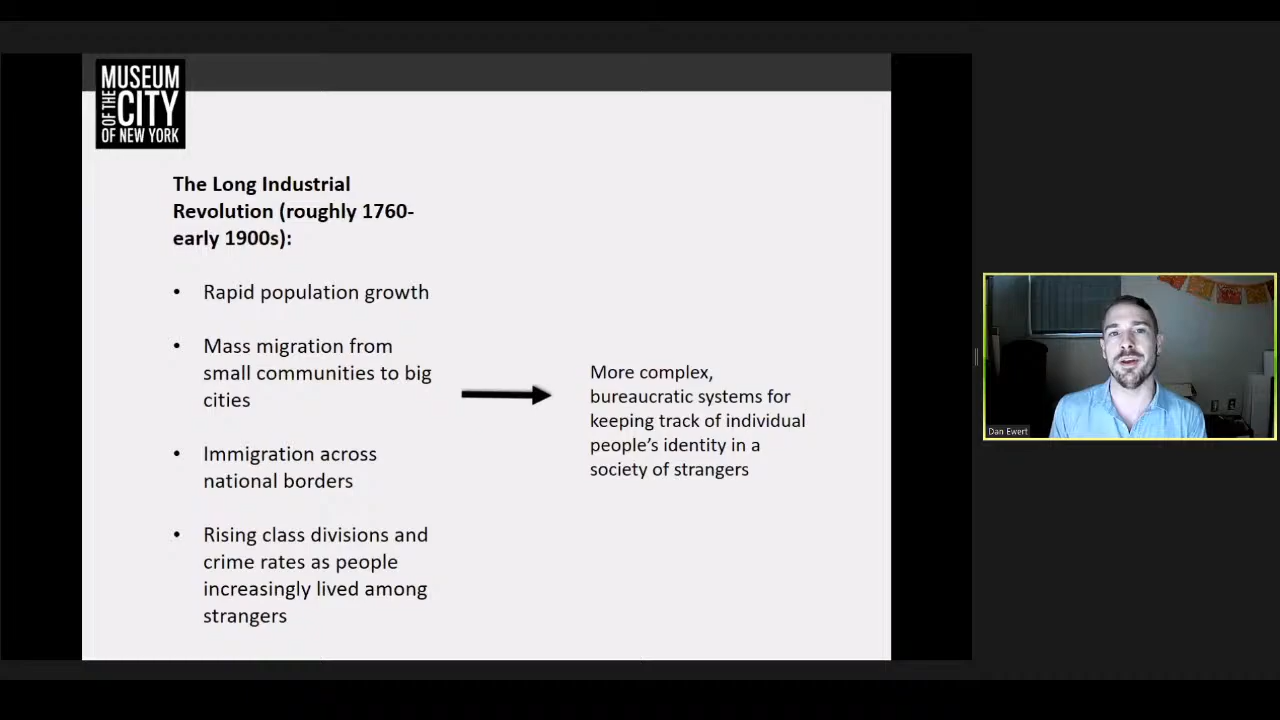 MUSEUM
OF THE
CITY
OF NEW YORK
The Long Industrial
Revolution (roughly 1760-
early 1900s):
• Rapid population growth
• Mass migration from
small communities to big
cities
• Immigration across
national borders
• Rising class divisions and
crime rates as people
increasingly lived among
strangers
More complex,
bureaucratic systems for
keeping track of individual
people's identity in a
society of strangers
Dan Ewert